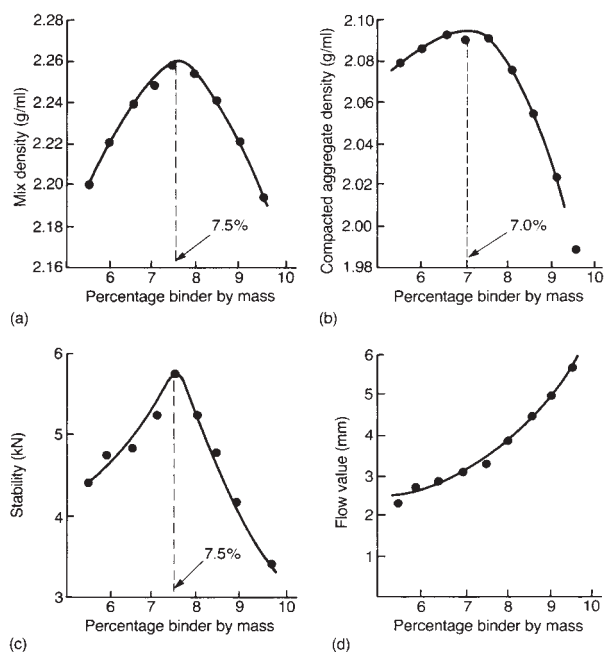 2.28
2.26
2.24
2.22
2.20
2.18
2.16
Mix density (g/ml)
7.5%
6 7 8 9 10
Percentage binder by mass
(a)
2.10
2.08
2.06
2.04
2.02
2.00
1.98
Compacted aggregate density (g/ml)
7.0%
6 7 8 9 10
Percentage binder by mass
(b)
6
5
4
3
Stability (kN)
7.5%
6 7 8 9 10
Percentage binder by mass
(c)
6
5
4
3
2
1
Flow value (mm)
6 7 8 9 10
Percentage binder by mass
(d)